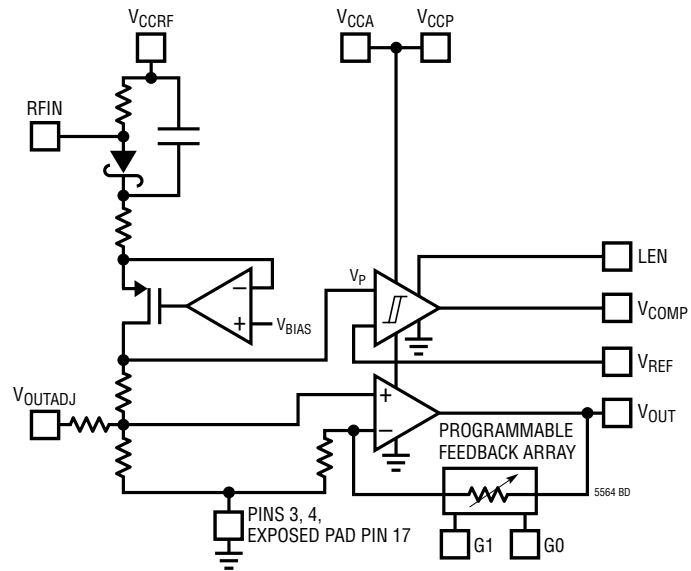 VCCRF
VCCA
VCCP
RFIN
LEN
VP
VCOMP
VBIAS
VREF
VOUTADJ
VOUT
PROGRAMMABLE
FEEDBACK ARRAY
5564 BD
PINS 3, 4,
EXPOSED PAD PIN 17
G1
G0